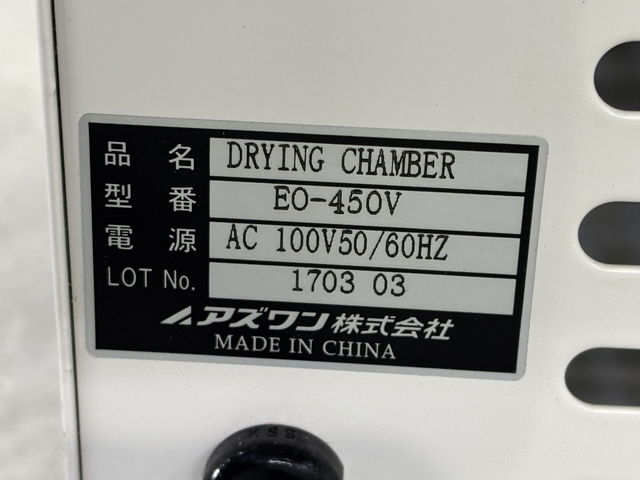 品名 DRYING CHAMBER
型番 EO-450V
電源 AC 100V50/60HZ
LOT No. 1703 03
アズワン株式会社
MADE IN CHINA
KSS